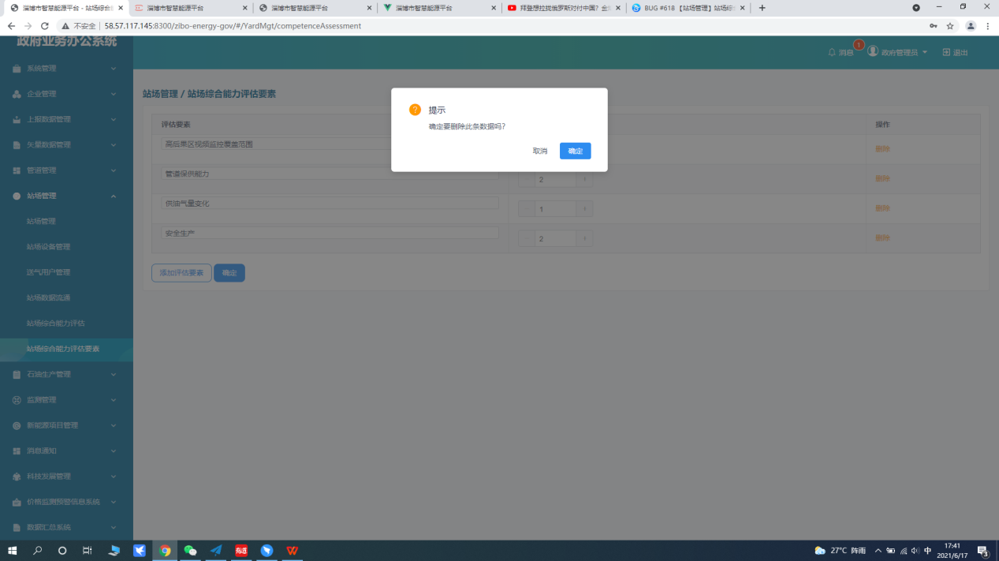 淄博市智慧能源平台 - 站场综合
淄博市智慧能源平台
淄博市智慧能源平台
淄博市智慧能源平台
拜登想拉拢俄罗斯对付中国？金
BUG #618 【站场管理】站场综
不安全
58.57.117.145:8300/zibo-energy-gov/#/YardMgt/competenceAssessment
政府业务办公系统
消息
1
政府管理员
退出
系统管理
企业管理
上报数据管理
矢量数据管理
管道管理
站场管理
站场管理
站场设备管理
送气用户管理
站场数据流通
站场综合能力评估
站场综合能力评估要素
石油生产管理
监测管理
新能源项目管理
消息通知
科技发展管理
价格监测预警信息系统
数据汇总系统
站场管理 / 站场综合能力评估要素
评估要素
操作
高后果区视频监控覆盖范围
删除
管道保供能力
2
删除
供油气量变化
1
删除
安全生产
2
删除
添加评估要素
确定
提示
确定要删除此条数据吗？
取消
确定
有道
27°C 阵雨
中
17:41
2021/6/17
3